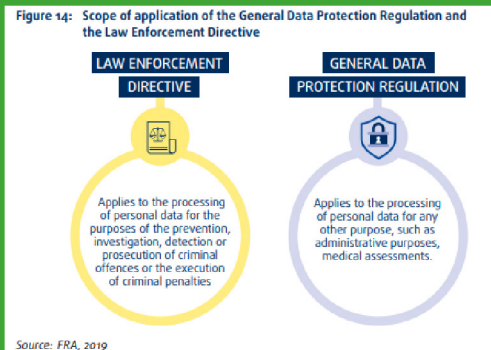 Figure 14: Scope of application of the General Data Protection Regulation and
the Law Enforcement Directive
LAW ENFORCEMENT
DIRECTIVE
Applies to the processing
of personal data for the
purposes of the prevention,
investigation, detection or
prosecution of criminal
offences or the execution
of criminal penalties
GENERAL DATA
PROTECTION REGULATION
Applies to the processing
of personal data for any
other purpose, such as
administrative purposes,
medical assessments.
Source: FRA, 2019